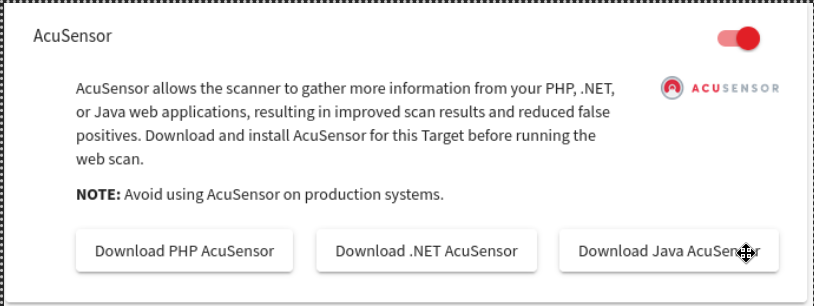 AcuSensor
AcuSensor allows the scanner to gather more information from your PHP, .NET,
ACUSENSOR
or Java web applications, resulting in improved scan results and reduced false
positives. Download and install AcuSensor for this Target before running the
web scan.
NOTE: Avoid using AcuSensor on production systems.
Download PHP AcuSensor
Download .NET AcuSensor
Download Java AcuSensor